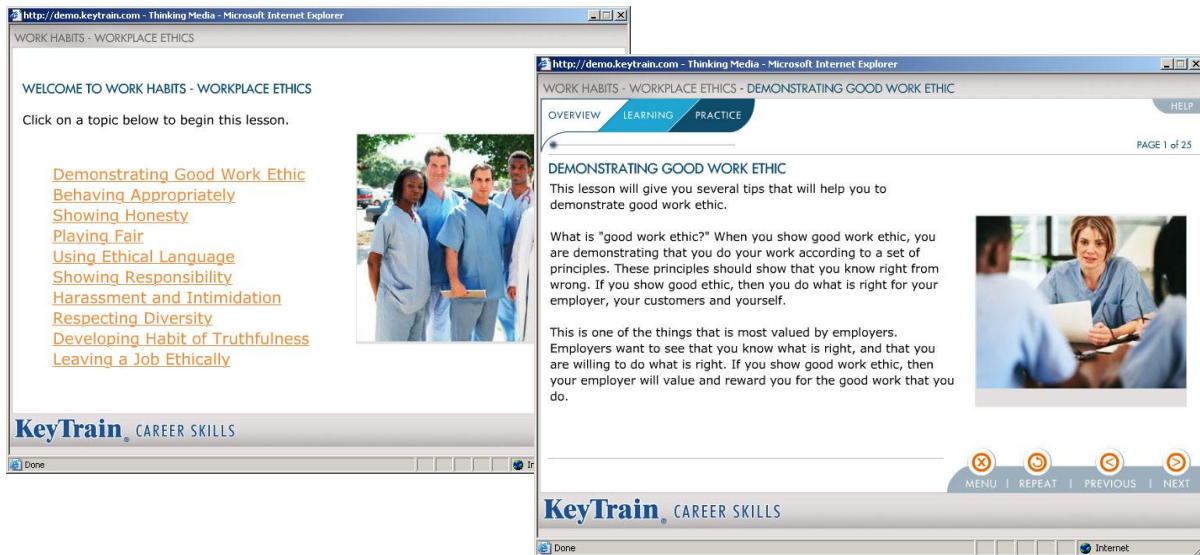 http://demo.keytrain.com - Thinking Media - Microsoft Internet Explorer
WORK HABITS - WORKPLACE ETHICS
WELCOME TO WORK HABITS - WORKPLACE ETHICS
Click on a topic below to begin this lesson.
Demonstrating Good Work Ethic
Behaving Appropriately
Showing Honesty
Playing Fair
Using Ethical Language
Showing Responsibility
Harassment and Intimidation
Respecting Diversity
Developing Habit of Truthfulness
Leaving a Job Ethically
KeyTrain® CAREER SKILLS
Done
http://demo.keytrain.com - Thinking Media - Microsoft Internet Explorer
WORK HABITS - WORKPLACE ETHICS - DEMONSTRATING GOOD WORK ETHIC
OVERVIEW LEARNING PRACTICE HELP
PAGE 1 of 25
DEMONSTRATING GOOD WORK ETHIC
This lesson will give you several tips that will help you to
demonstrate good work ethic.
What is "good work ethic?" When you show good work ethic, you
are demonstrating that you do your work according to a set of
principles. These principles should show that you know right from
wrong. If you show good ethic, then you do what is right for your
employer, your customers and yourself.
This is one of the things that is most valued by employers.
Employers want to see that you know what is right, and that you
are willing to do what is right. If you show good work ethic, then
your employer will value and reward you for the good work that you
do.
MENU | REPEAT | PREVIOUS | NEXT
KeyTrain® CAREER SKILLS
Done Internet